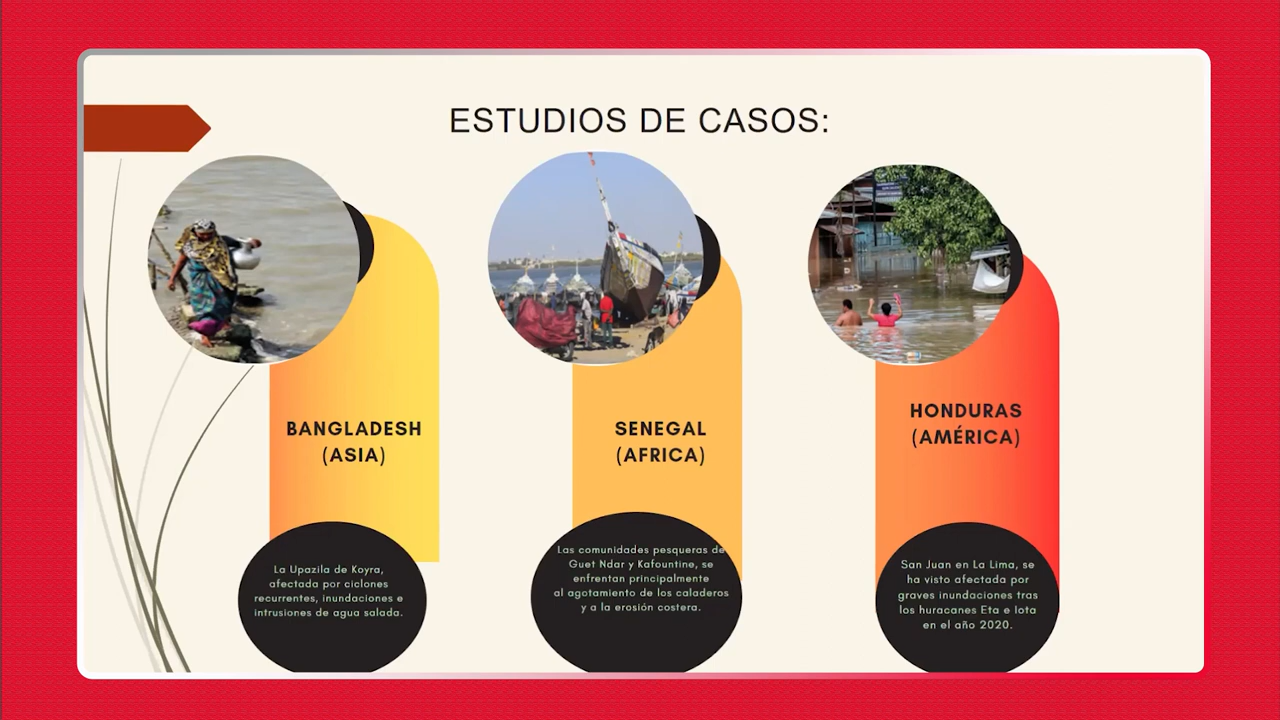 ESTUDIOS DE CASOS:
BANGLADESH
(ASIA)
La Upazila de Koyra,
afectada por ciclones
recurrentes, inundaciones e
intrusiones de agua salada.
SENEGAL
(AFRICA)
Las comunidades pesqueras de
Guet Ndar y Kafountine, se
enfrentan principalmente
al agotamiento de los caladeros
y a la erosión costera.
HONDURAS
(AMÉRICA)
San Juan en La Lima, se
ha visto afectada por
graves inundaciones tras
los huracanes Eta e Iota
en el año 2020.